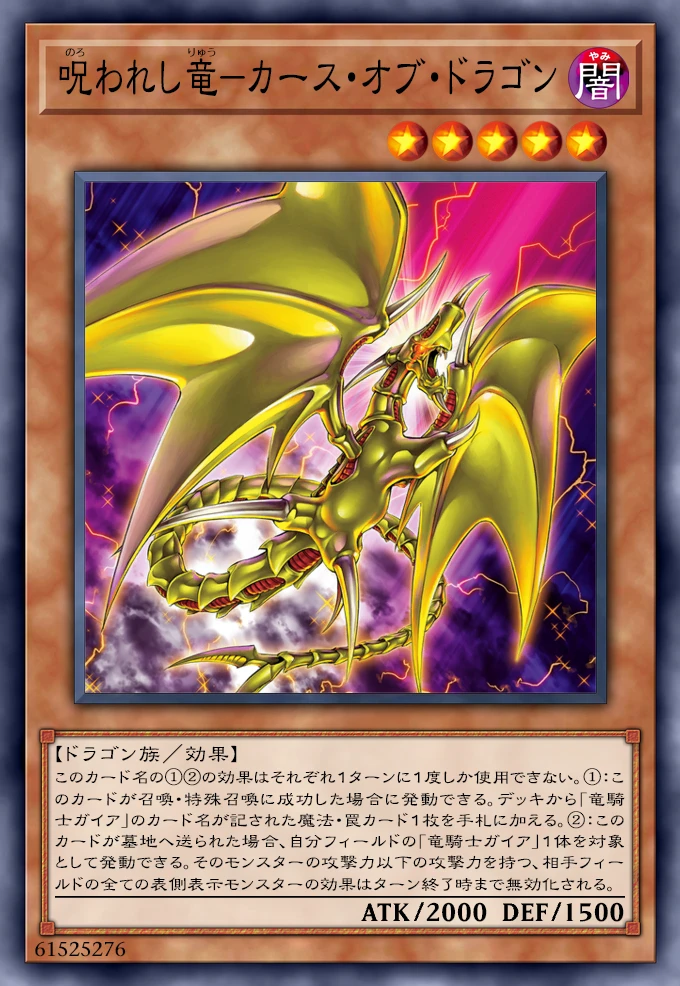 呪われし竜－カース・オブ・ドラゴン
のろ
りゅう
闇
やみ
【ドラゴン族／効果】
このカード名の①②の効果はそれぞれ１ターンに１度しか使用できない。①：こ
のカードが召喚・特殊召喚に成功した場合に発動できる。デッキから「竜騎
士ガイア」のカード名が記された魔法・罠カード１枚を手札に加える。②：この
カードが墓地へ送られた場合、自分フィールドの「竜騎士ガイア」１体を対象
として発動できる。そのモンスターの攻撃力以下の攻撃力を持つ、相手フィー
ルドの全ての表側表示モンスターの効果はターン終了時まで無効化される。
ATK/2000 DEF/1500
61525276